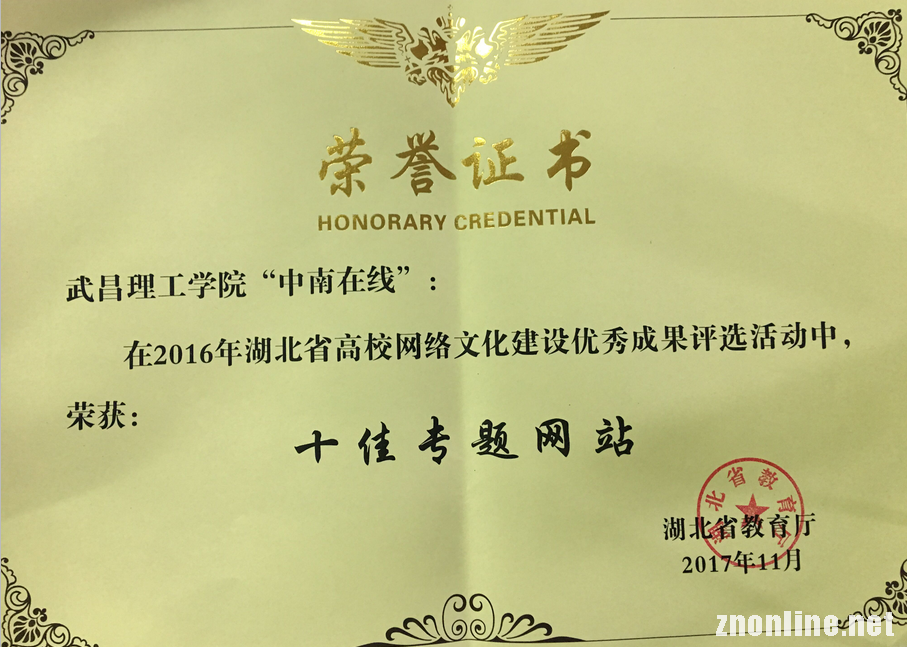 荣誉证书
HONORARY CREDENTIAL
武昌理工学院“中南在线”：
在2016年湖北省高校网络文化建设优秀成果评选活动中，
荣获：
十佳专题网站
湖北省教育厅
湖北省教育厅
2017年11月
znonline.net